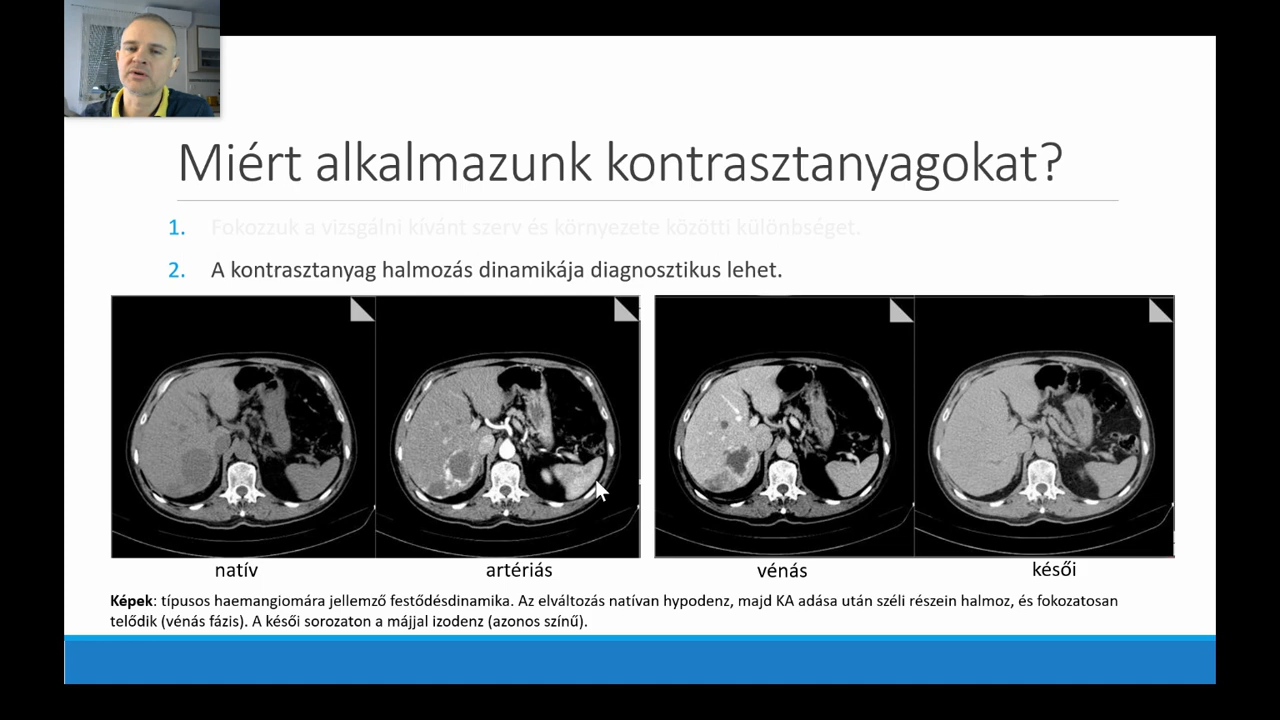 Miért alkalmazunk kontrasztanyagokat?
1. Fokozzuk a vizsgálni kívánt szerv és környezete közötti különbséget.
2. A kontrasztanyag halmozás dinamikája diagnosztikus lehet.
natív artériás vénás késői
Képek: típusos haemangiomára jellemző festődésdinamika. Az elváltozás natívan hypodenz, majd KA adása után széli részein halmoz, és fokozatosan
telődik (vénás fázis). A késői sorozaton a májjal izodenz (azonos színű).